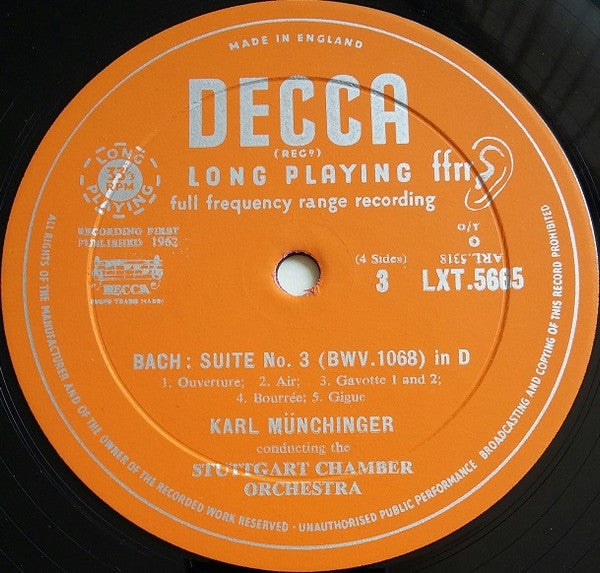 MADE IN ENGLAND
DECCA
(REGD)
LONG PLAYING
ffrr
full frequency range recording
LONG PLAYING
33⅓
RPM
RECORDING FIRST
PUBLISHED 1962
DECCA
(4 Sides)
3
O
ARL.5318
LXT.5665
BACH: SUITE No. 3 (BWV.1068) in D
1. Ouverture; 2. Air; 3. Gavotte 1 and 2;
4. Bourrée; 5. Gigue
KARL MÜNCHINGER
conducting the
STUTTGART CHAMBER
ORCHESTRA
ALL RIGHTS OF THE MANUFACTURER AND OF THE OWNER OF THE RECORDED WORK RESERVED · UNAUTHORISED PUBLIC PERFORMANCE BROADCASTING AND COPYING OF THIS RECORD PROHIBITED